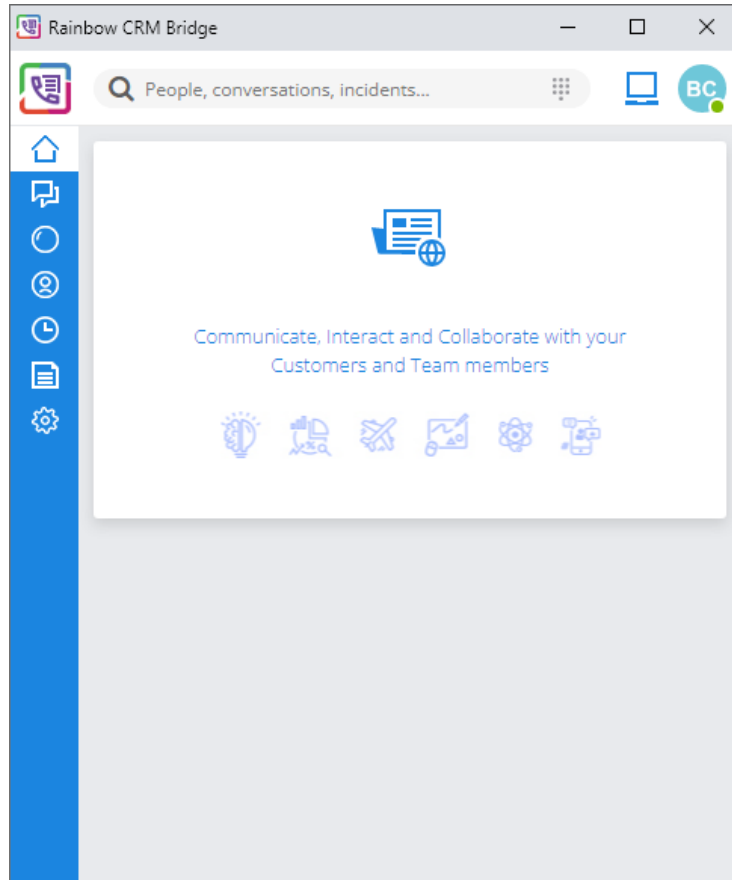 Rainbow CRM Bridge
People, conversations, incidents...
BC
Communicate, Interact and Collaborate with your
Customers and Team members